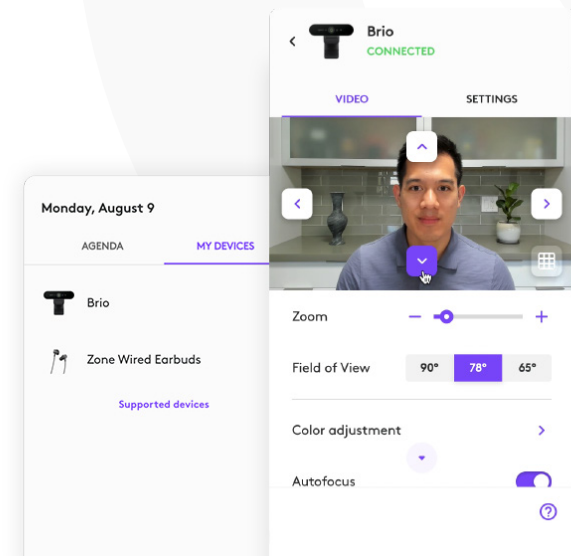 Brio
CONNECTED
VIDEO
SETTINGS
Monday, August 9
AGENDA
MY DEVICES
Brio
Zone Wired Earbuds
Supported devices
Zoom
Field of View
90°
78°
65°
Color adjustment
Autofocus